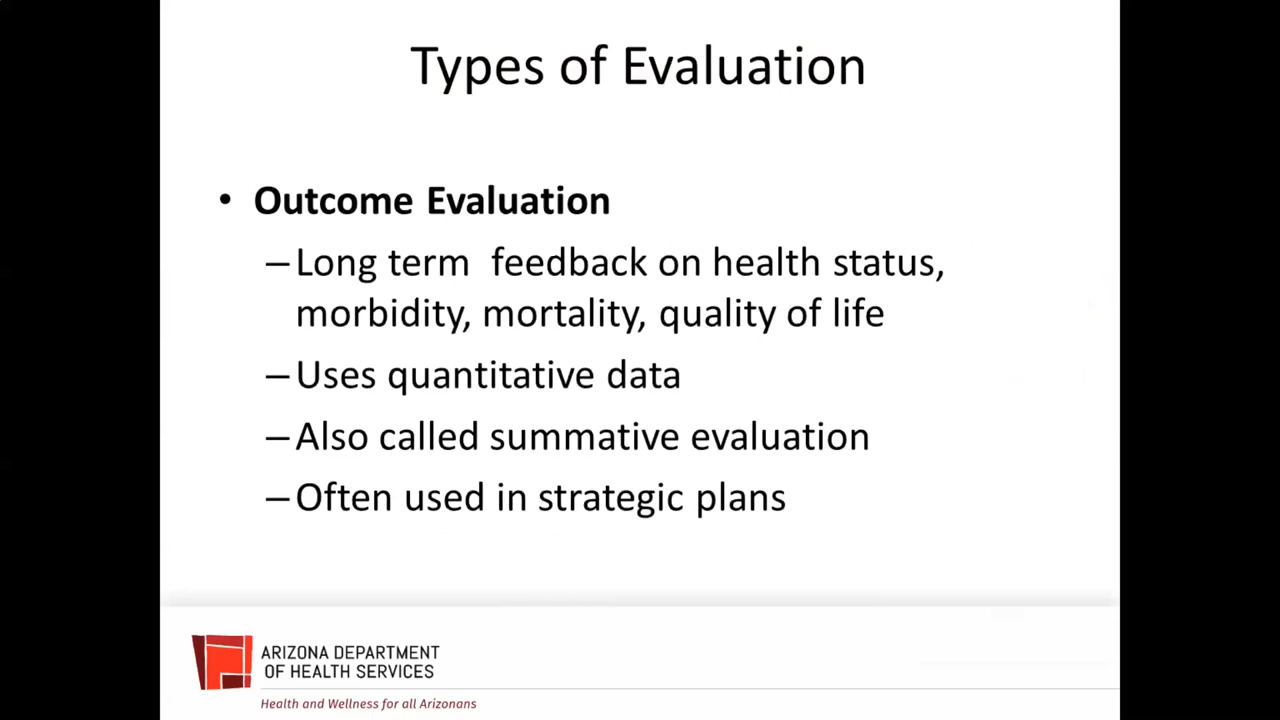 Types of Evaluation
• Outcome Evaluation
–Long term  feedback on health status,
morbidity, mortality, quality of life
–Uses quantitative data
–Also called summative evaluation
–Often used in strategic plans
ARIZONA DEPARTMENT
OF HEALTH SERVICES
Health and Wellness for all Arizonans